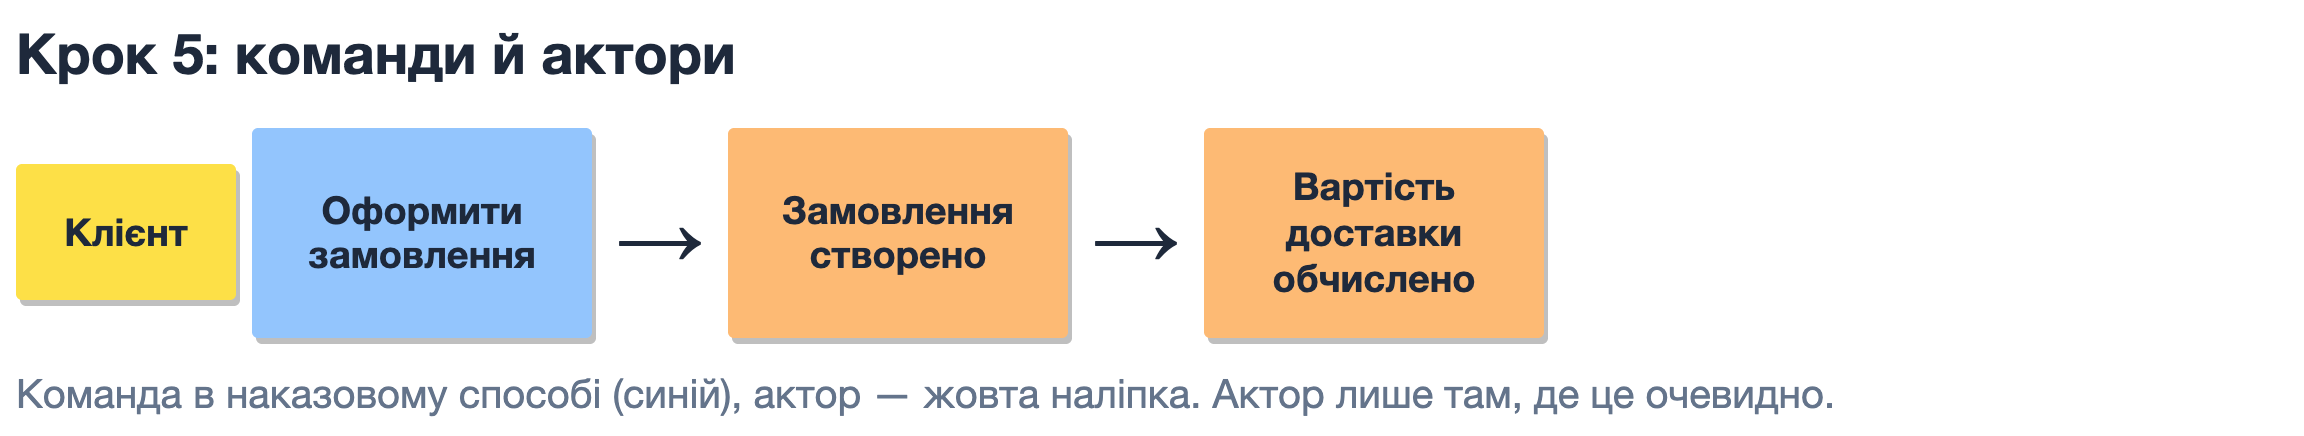 Крок 5: команди й актори
Клієнт
Оформити
замовлення
Замовлення
створено
Вартість
доставки
обчислено
Команда в наказовому способі (синій), актор — жовта наліпка. Актор лише там, де це очевидно.